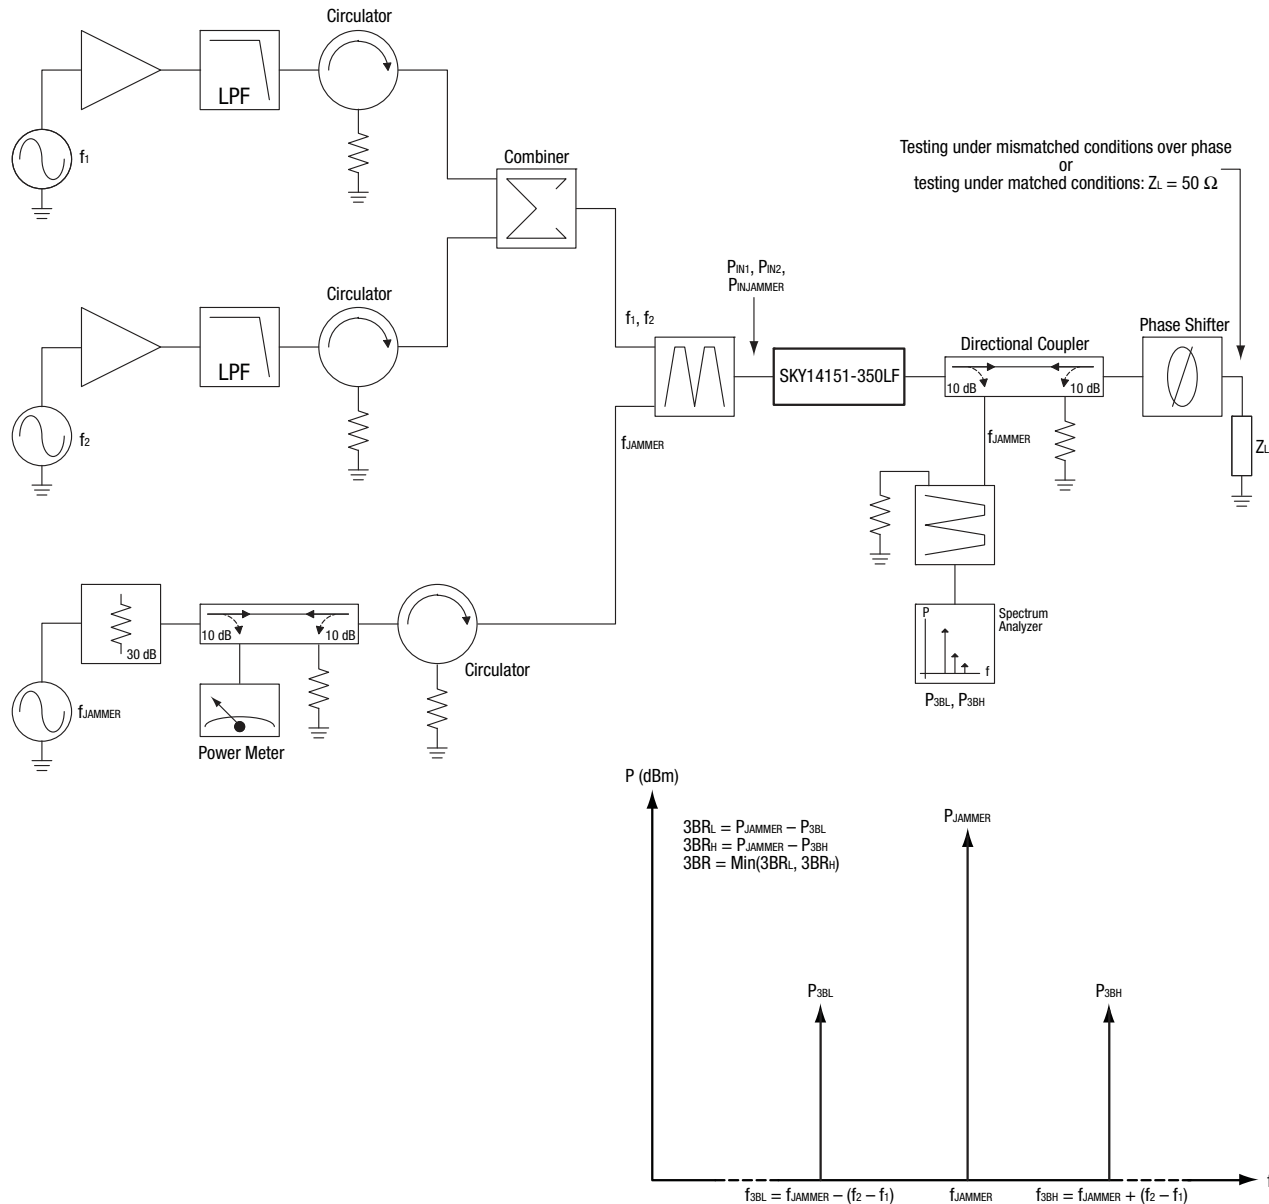 Circulator
LPF
f1
Combiner
Testing under mismatched conditions over phase
or
testing under matched conditions: ZL = 50 Ω
Circulator
LPF
f2
f1, f2
PIN1, PIN2,
PINJAMMER
SKY14151-350LF
Directional Coupler
10 dB
10 dB
Phase Shifter
ZL
fJAMMER
fJAMMER
30 dB
10 dB
10 dB
Circulator
fJAMMER
Power Meter
P
f
Spectrum
Analyzer
P3BL, P3BH
P (dBm)
3BRL = PJAMMER – P3BL
3BRH = PJAMMER – P3BH
3BR = Min(3BRL, 3BRH)
PJAMMER
P3BL
P3BH
f3BL = fJAMMER – (f2 – f1)
fJAMMER
f3BH = fJAMMER + (f2 – f1)
f